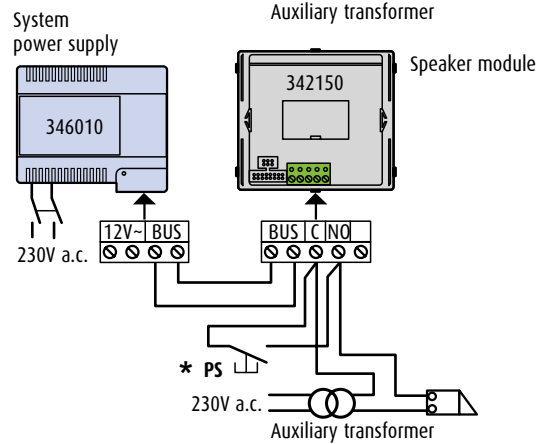 Auxiliary transformer
System
power supply
Speaker module
342150
346010
12V~ BUS
BUS C NO
230V a.c.
* PS
230V a.c.
Auxiliary transformer